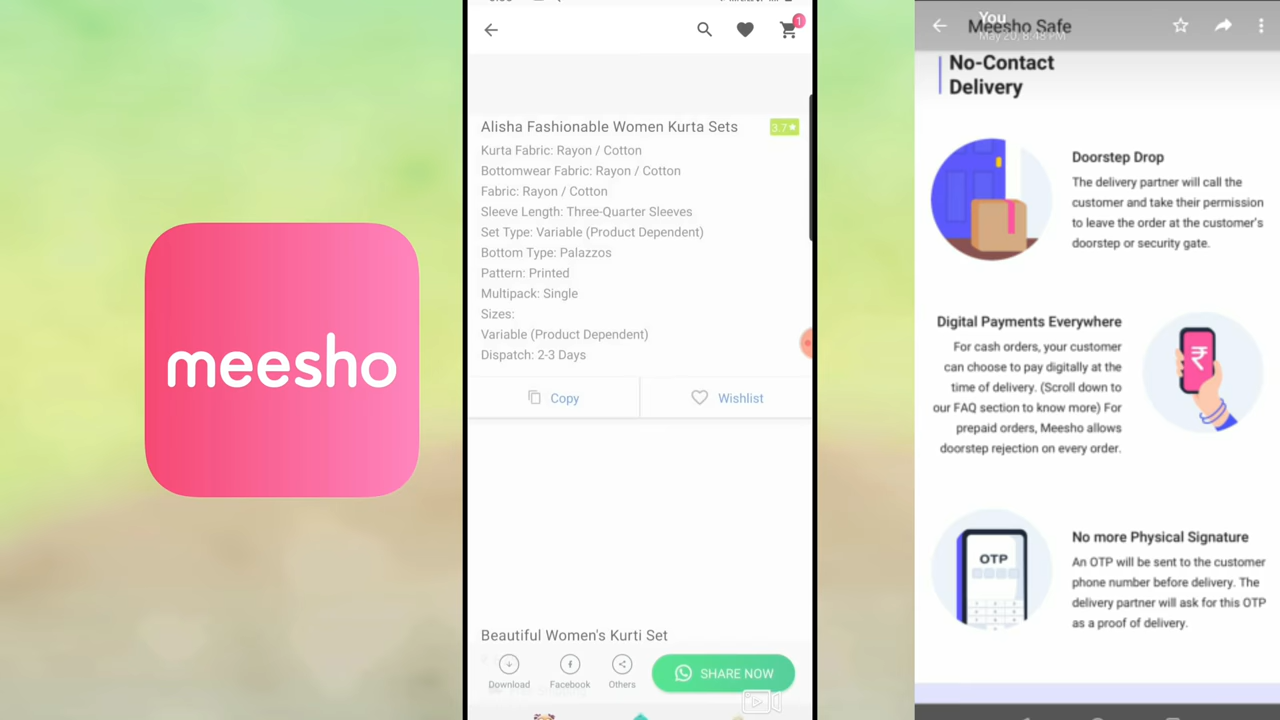 meesho
1
Alisha Fashionable Women Kurta Sets
3.7★
Kurta Fabric: Rayon / Cotton
Bottomwear Fabric: Rayon / Cotton
Fabric: Rayon / Cotton
Sleeve Length: Three-Quarter Sleeves
Set Type: Variable (Product Dependent)
Bottom Type: Palazzos
Pattern: Printed
Multipack: Single
Sizes:
Variable (Product Dependent)
Dispatch: 2-3 Days
Copy
Wishlist
Beautiful Women's Kurti Set
Download
Facebook
Others
SHARE NOW
You
Meesho Safe
May 20, 8:48 PM
No-Contact
Delivery
Doorstep Drop
The delivery partner will call the
customer and take their permission
to leave the order at the customer's
doorstep or security gate.
Digital Payments Everywhere
For cash orders, your customer
can choose to pay digitally at the
time of delivery. (Scroll down to
our FAQ section to know more) For
prepaid orders, Meesho allows
doorstep rejection on every order.
₹
No more Physical Signature
An OTP will be sent to the customer
phone number before delivery. The
delivery partner will ask for this OTP
as a proof of delivery.
OTP